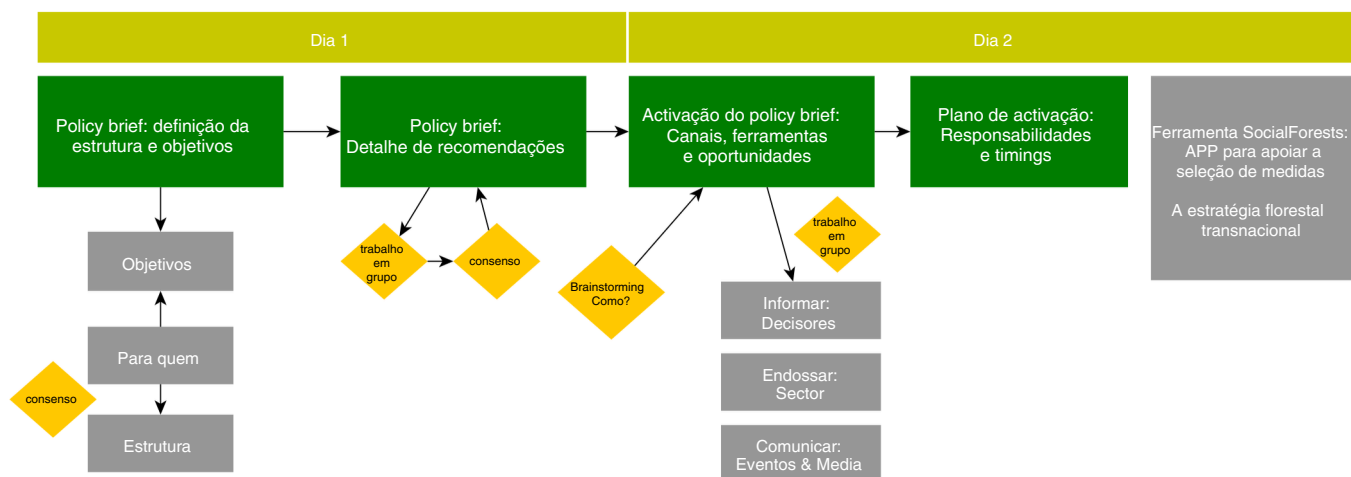 Dia 1
Dia 2
Policy brief: definição da
estrutura e objetivos
Policy brief:
Detalhe de recomendações
Activação do policy brief:
Canais, ferramentas
e oportunidades
Plano de activação:
Responsabilidades
e timings
Ferramenta SocialForests:
APP para apoiar a
seleção de medidas
A estratégia florestal
transnacional
Objetivos
Para quem
consenso
Estrutura
trabalho
em
grupo
consenso
Brainstorming
Como?
trabalho
em
grupo
Informar:
Decisores
Endossar:
Sector
Comunicar:
Eventos & Media